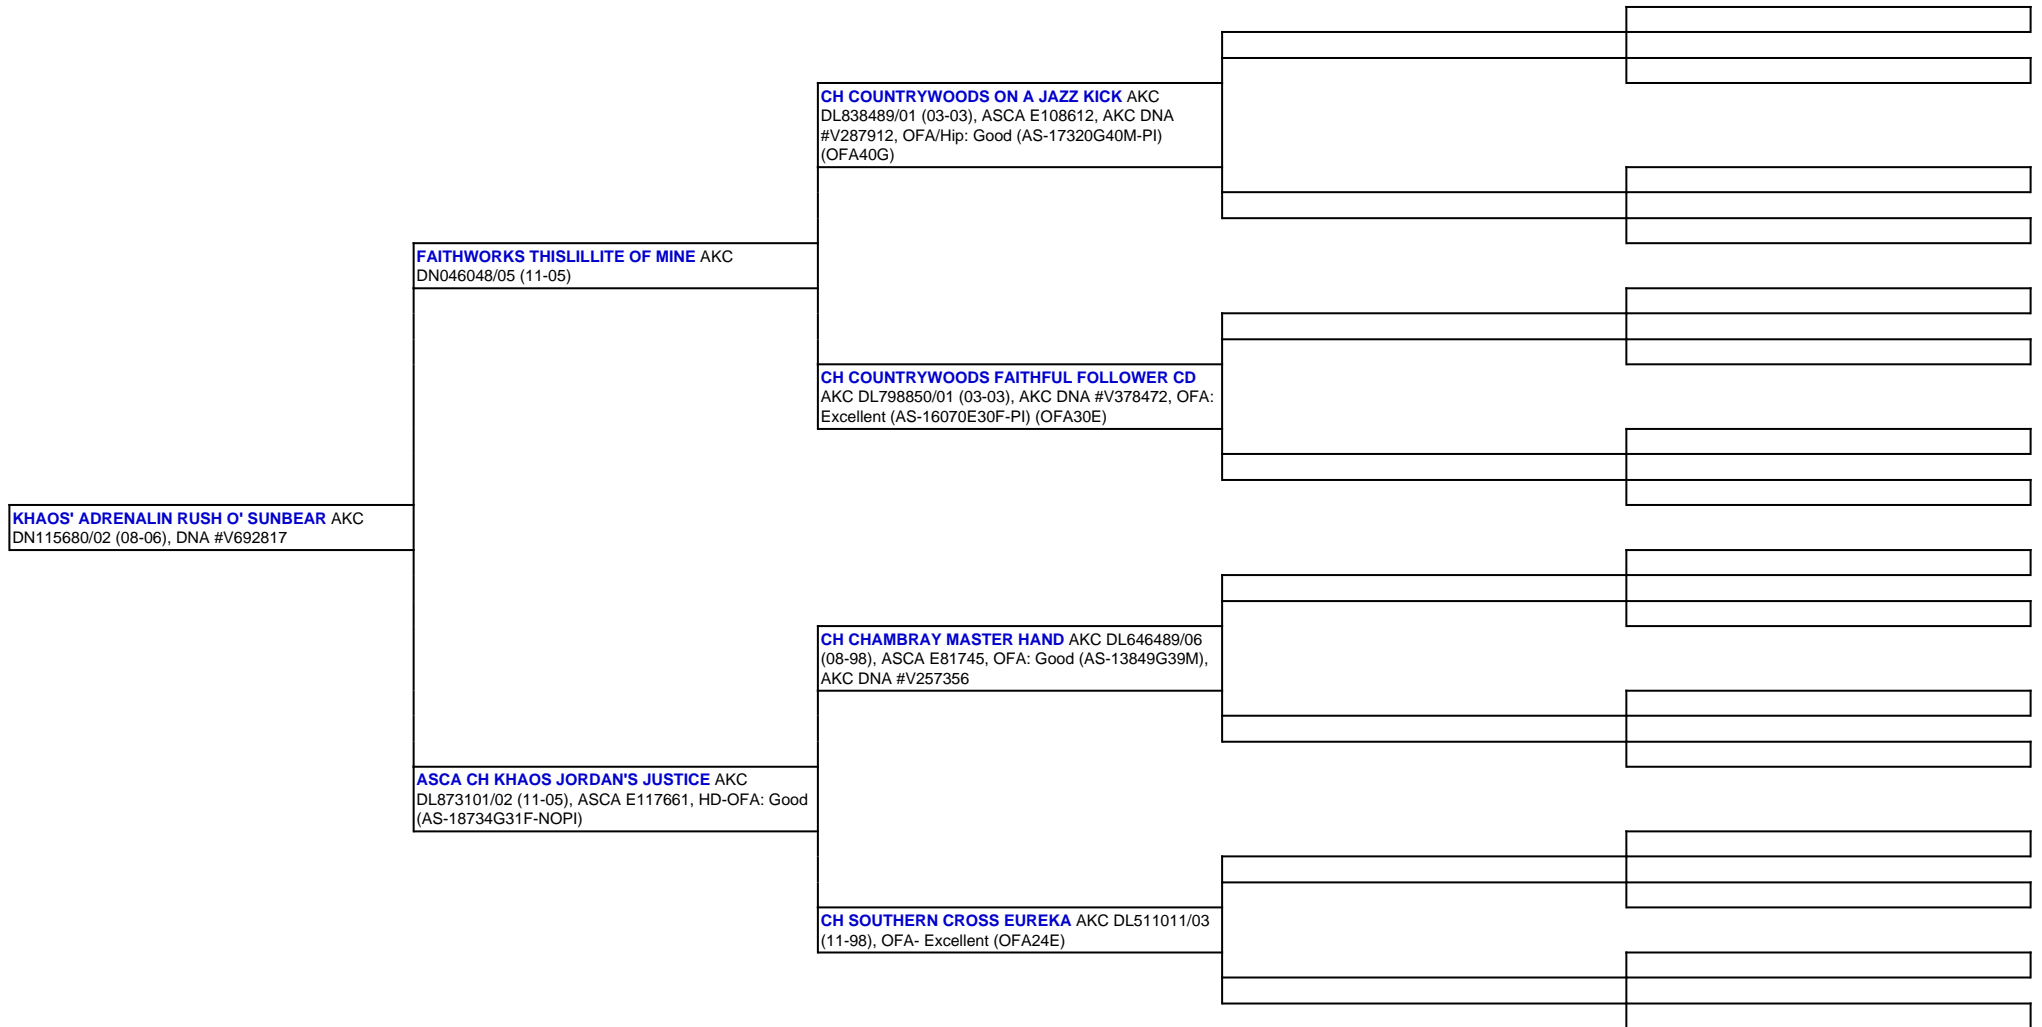 CH COUNTRYWOODS ON A JAZZ KICK AKC
DL838489/01 (03-03), ASCA E108612, AKC DNA
#V287912, OFA/Hip: Good (AS-17320G40M-PI)
(OFA40G)
FAITHWORKS THISLILLITE OF MINE AKC
DN046048/05 (11-05)
CH COUNTRYWOODS FAITHFUL FOLLOWER CD
AKC DL798850/01 (03-03), AKC DNA #V378472, OFA:
Excellent (AS-16070E30F-PI) (OFA30E)
KHAOS' ADRENALIN RUSH O' SUNBEAR AKC
DN115680/02 (08-06), DNA #V692817
CH CHAMBRAY MASTER HAND AKC DL646489/06
(08-98), ASCA E81745, OFA: Good (AS-13849G39M),
AKC DNA #V257356
ASCA CH KHAOS JORDAN'S JUSTICE AKC
DL873101/02 (11-05), ASCA E117661, HD-OFA: Good
(AS-18734G31F-NOPI)
CH SOUTHERN CROSS EUREKA AKC DL511011/03
(11-98), OFA- Excellent (OFA24E)